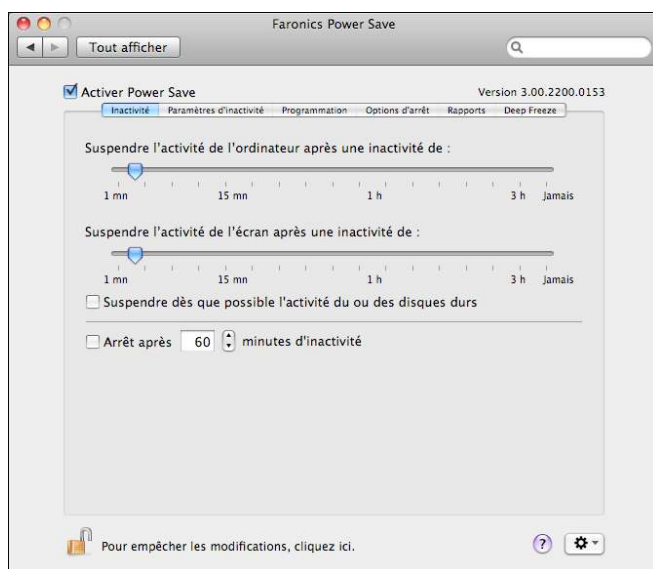 Faronics Power Save
Tout afficher
Activer Power Save
Version 3.00.2200.0153
Inactivité Paramètres d'inactivité Programmation Options d'arrêt Rapports Deep Freeze
Suspendre l'activité de l'ordinateur après une inactivité de :
1 mn 15 mn 1 h 3 h Jamais
Suspendre l'activité de l'écran après une inactivité de :
1 mn 15 mn 1 h 3 h Jamais
Suspendre dès que possible l'activité du ou des disques durs
Arrêt après 60 minutes d'inactivité
Pour empêcher les modifications, cliquez ici.
?